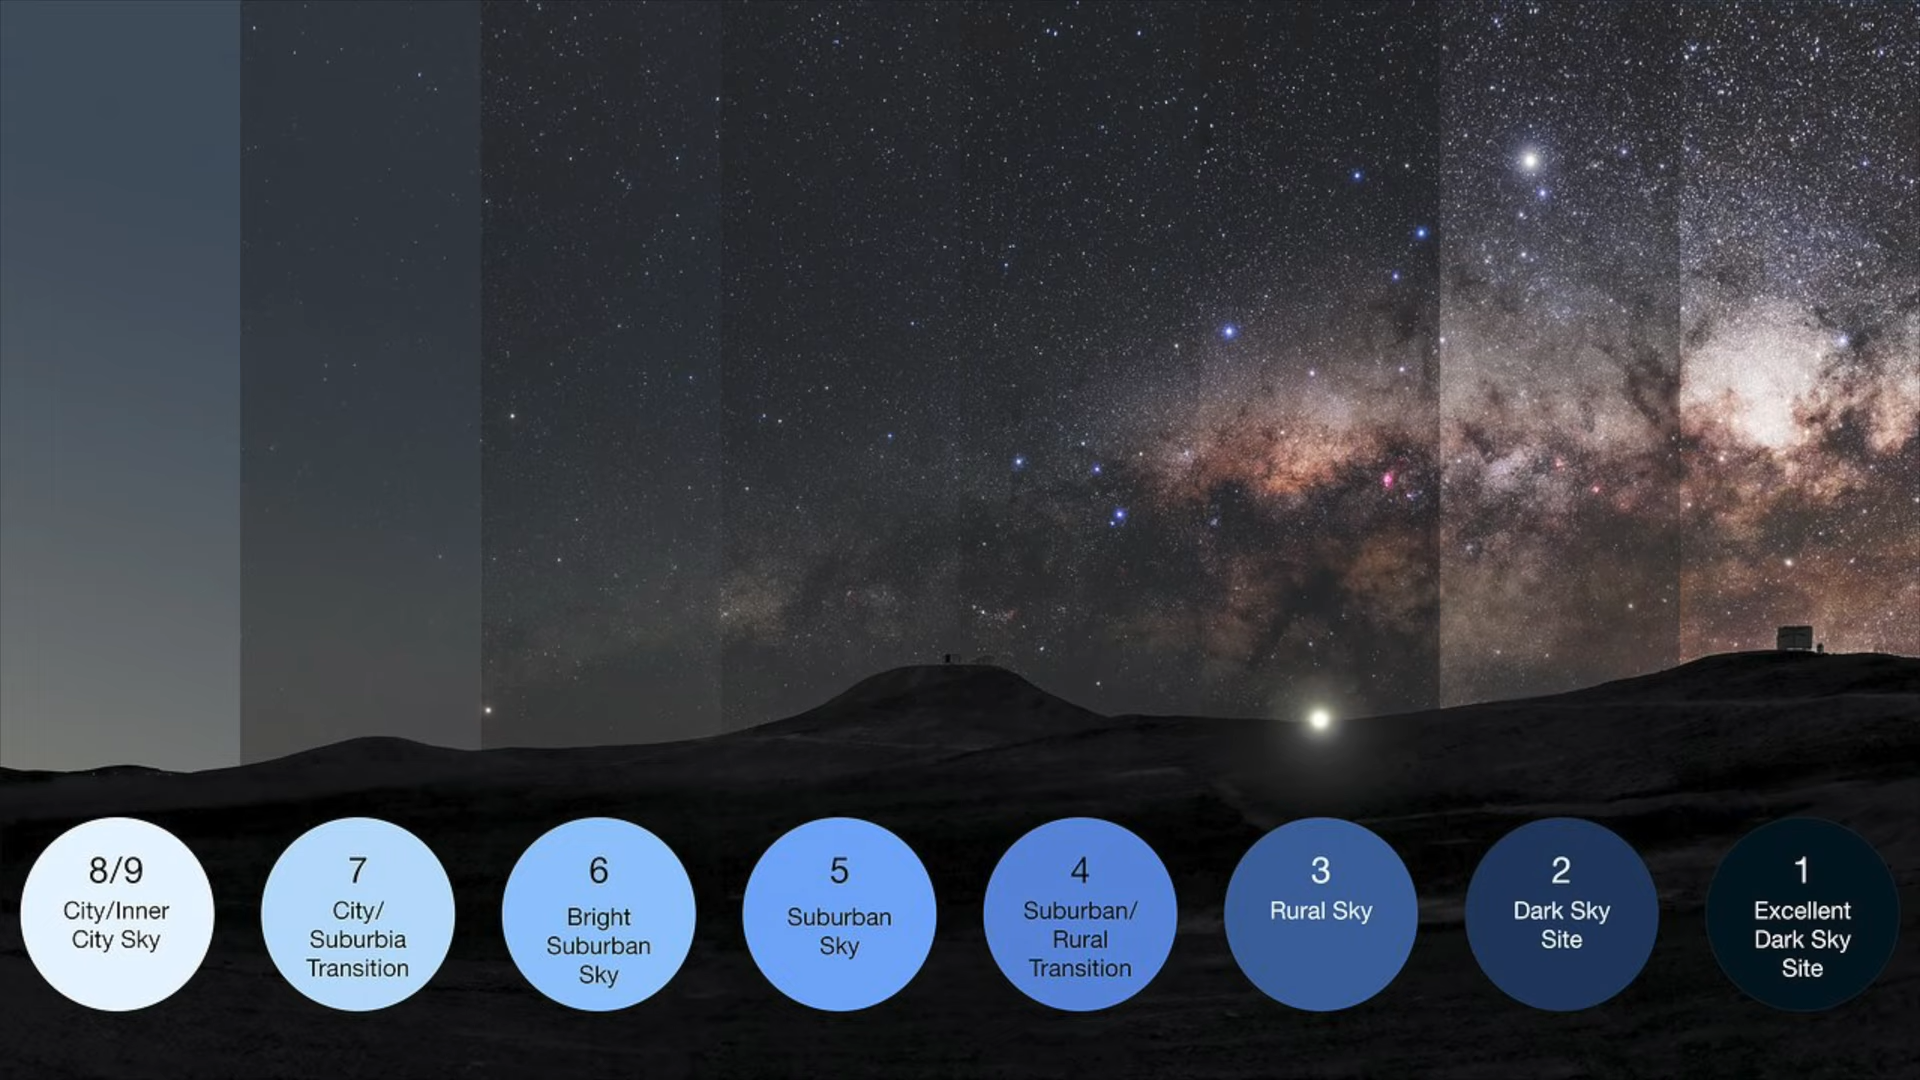 8/9
City/Inner
City Sky
7
City/
Suburbia
Transition
6
Bright
Suburban
Sky
5
Suburban
Sky
4
Suburban/
Rural
Transition
3
Rural Sky
2
Dark Sky
Site
1
Excellent
Dark Sky
Site